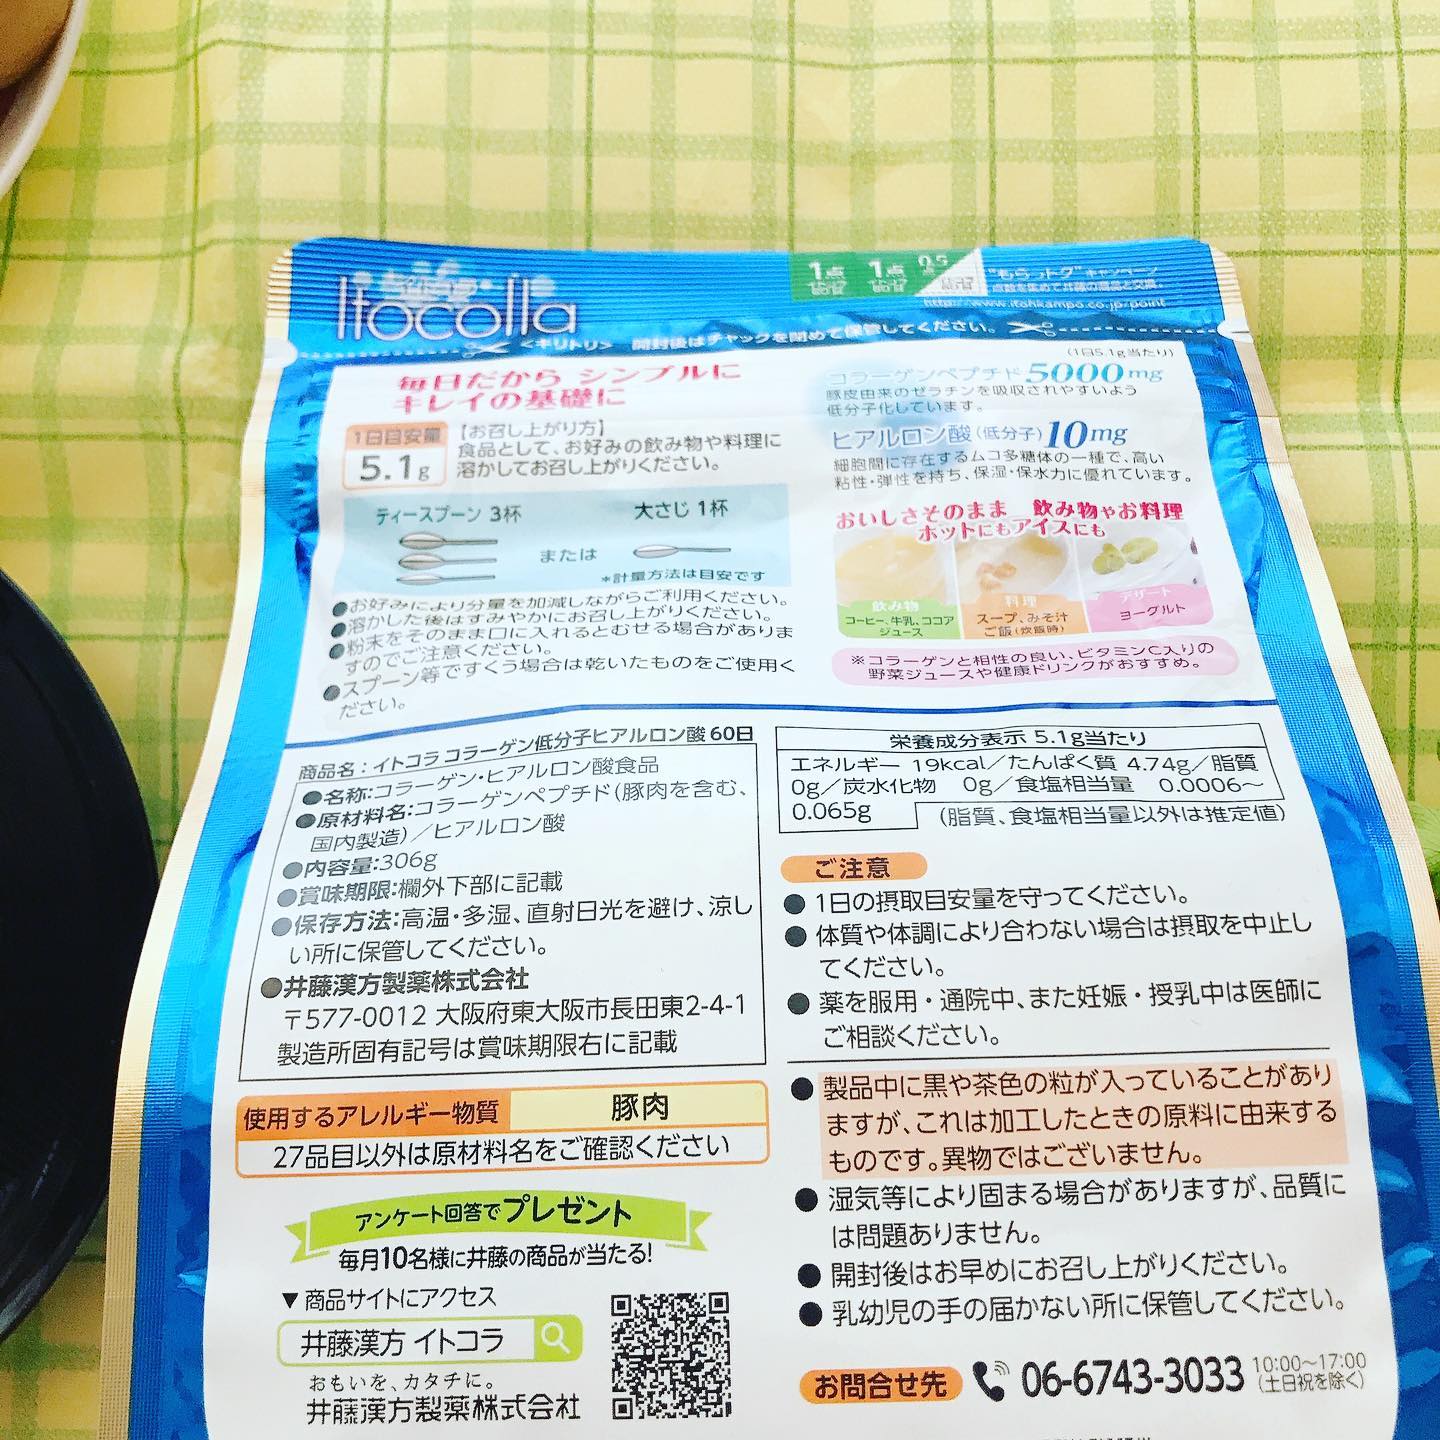 Itocolla
1点
1点
0.5
"もらっトク"キャンペーン
点数を集めて井藤の商品と交換。
http://www.itohkampo.co.jp/point
<キリトリ> 開封後はチャックを閉めて保管してください。
毎日だから シンプルに
キレイの基礎に
1日目安量
5.1g
【お召し上がり方】
食品として、お好みの飲み物や料理に
溶かしてお召し上がりください。
ティースプーン 3杯
または
大さじ 1杯
*計量方法は目安です
●お好みにより分量を加減しながらご利用ください。
●溶かした後はすみやかにお召し上がりください。
●粉末をそのまま口に入れるとむせる場合がありま
すのでご注意ください。
●スプーン等ですくう場合は乾いたものをご使用く
ださい。
(1日5.1g当たり)
コラーゲンペプチド 5000mg
豚皮由来のゼラチンを吸収されやすいよう
低分子化しています。
ヒアルロン酸(低分子)10mg
細胞間に存在するムコ多糖体の一種で、高い
粘性・弾性を持ち、保湿・保水力に優れています。
おいしさそのまま 飲み物やお料理
ホットにもアイスにも
飲み物
コーヒー、牛乳、ココア
ジュース
料理
スープ、みそ汁
ご飯(炊飯時)
デザート
ヨーグルト
※コラーゲンと相性の良い、ビタミンC入りの
野菜ジュースや健康ドリンクがおすすめ。
商品名:イトコラ コラーゲン低分子ヒアルロン酸 60日
●名称:コラーゲン・ヒアルロン酸食品
●原材料名:コラーゲンペプチド(豚肉を含む、
国内製造)/ヒアルロン酸
●内容量:306g
●賞味期限:欄外下部に記載
●保存方法:高温・多湿、直射日光を避け、涼し
い所に保管してください。
●井藤漢方製薬株式会社
〒577-0012 大阪府東大阪市長田東2-4-1
製造所固有記号は賞味期限右に記載
使用するアレルギー物質 豚肉
27品目以外は原材料名をご確認ください
アンケート回答でプレゼント
毎月10名様に井藤の商品が当たる!
▼商品サイトにアクセス
井藤漢方 イトコラ
おもいを、カタチに。
井藤漢方製薬株式会社
栄養成分表示 5.1g当たり
エネルギー 19kcal/たんぱく質 4.74g/脂質
0g/炭水化物 0g/食塩相当量 0.0006~
0.065g
(脂質、食塩相当量以外は推定値)
ご注意
●1日の摂取目安量を守ってください。
●体質や体調により合わない場合は摂取を中止し
てください。
●薬を服用・通院中、また妊娠・授乳中は医師に
ご相談ください。
●製品中に黒や茶色の粒が入っていることがあり
ますが、これは加工したときの原料に由来する
ものです。異物ではございません。
●湿気等により固まる場合がありますが、品質に
は問題ありません。
●開封後はお早めにお召し上がりください。
●乳幼児の手の届かない所に保管してください。
お問合せ先 06-6743-3033 10:00~17:00
(土日祝を除く)